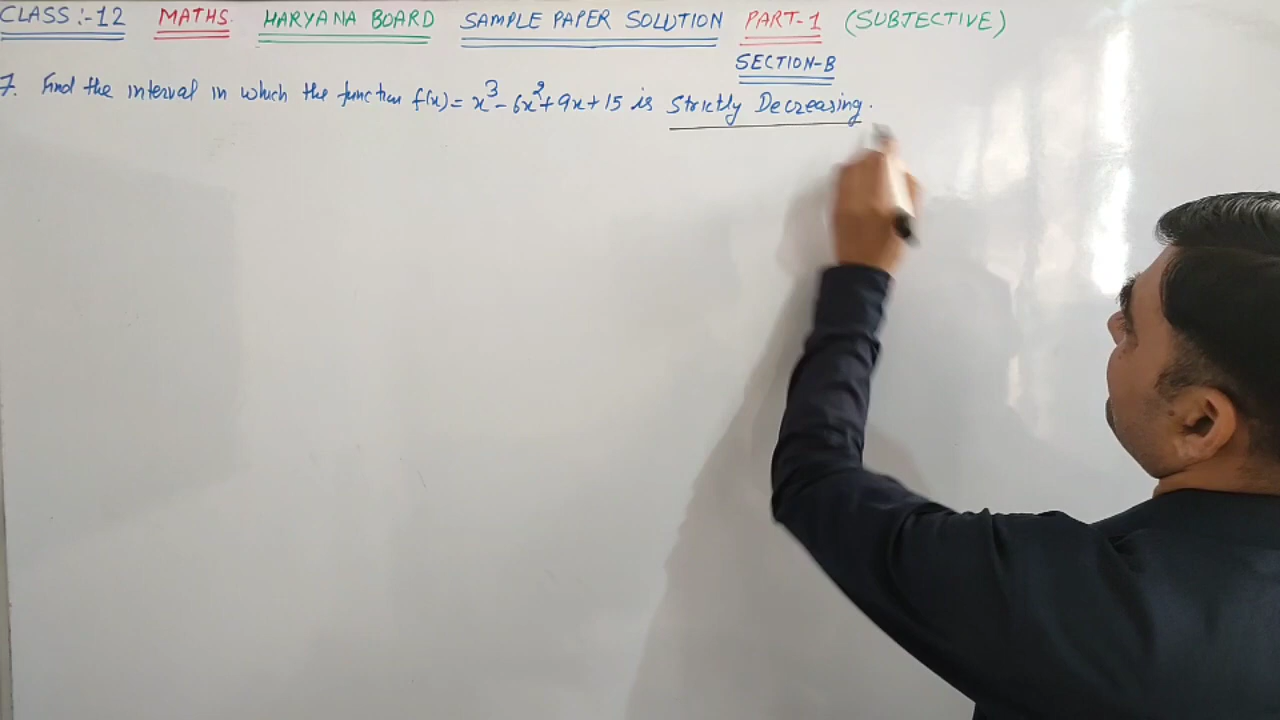 CLASS :- 12 MATHS. HARYANA BOARD SAMPLE PAPER SOLUTION PART-1 (SUBJECTIVE)
SECTION-B
7. Find the interval in which the function f(x) = x³ - 6x² + 9x + 15 is Strictly Decreasing.